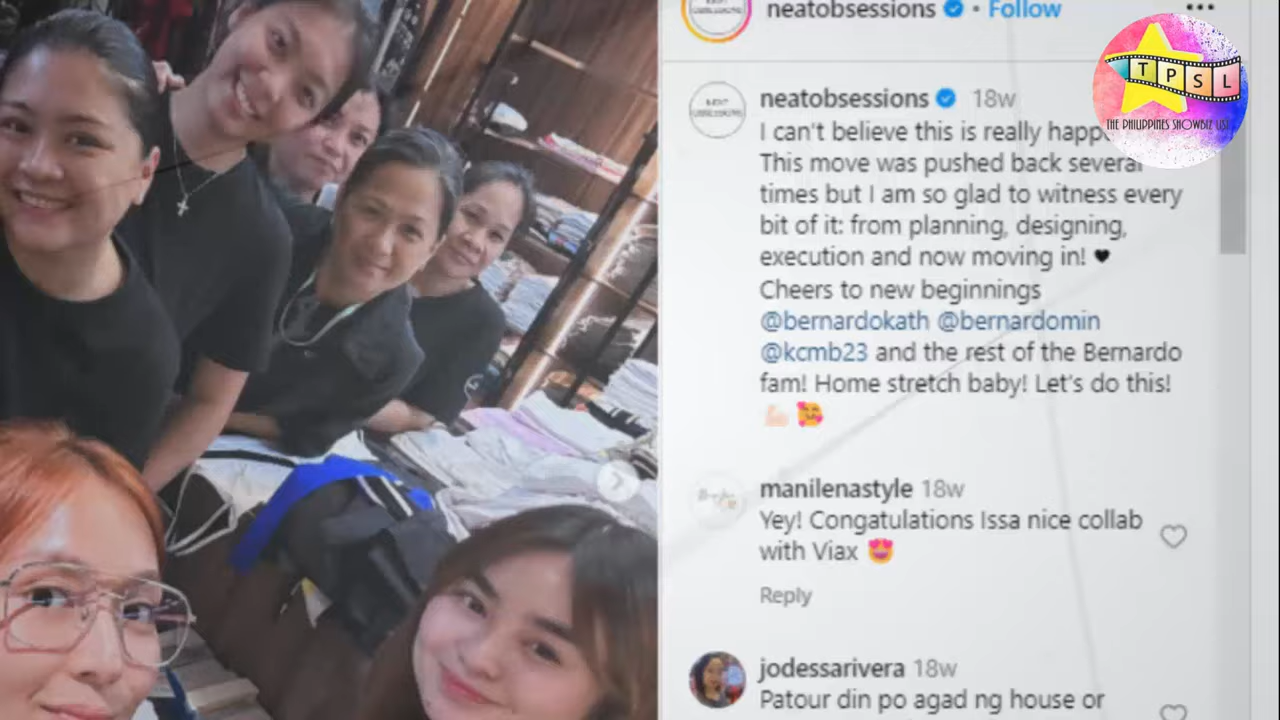 neatobsessions • Follow
TPSL
THE PHILIPPINES SHOWBIZ LIST
neatobsessions 18w
I can't believe this is really
This move was pushed back several
times but I am so glad to witness every
bit of it: from planning, designing,
execution and now moving in! ♥
Cheers to new beginnings
@bernardokath @bernardomin
@kcmb23 and the rest of the Bernardo
fam! Home stretch baby! Let's do this!
💪🏻 🥰
manilenastyle 18w
Yey! Congatulations Issa nice collab
with Viax 😍
Reply
jodessarivera 18w
Patour din po agad ng house or